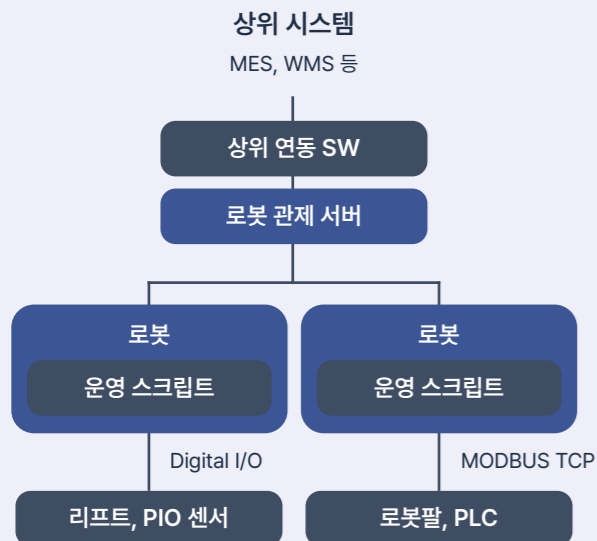 상위 시스템
MES, WMS 등
상위 연동 SW
로봇 관제 서버
로봇
운영 스크립트
로봇
운영 스크립트
Digital I/O
MODBUS TCP
리프트, PIO 센서
로봇팔, PLC